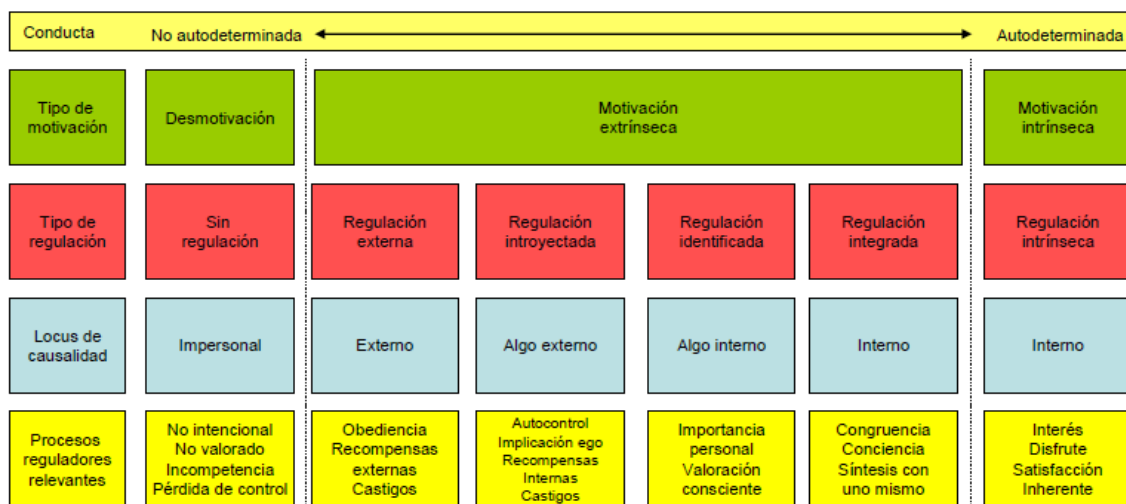 Conducta No autodeterminada Autodeterminada
Tipo de
motivación
Desmotivación
Motivación
extrínseca
Motivación
intrínseca
Tipo de
regulación
Sin
regulación
Regulación
externa
Regulación
introyectada
Regulación
identificada
Regulación
integrada
Regulación
intrínseca
Locus de
causalidad
Impersonal
Externo
Algo externo
Algo interno
Interno
Interno
Procesos
reguladores
relevantes
No intencional
No valorado
Incompetencia
Pérdida de control
Obediencia
Recompensas
externas
Castigos
Autocontrol
Implicación ego
Recompensas
Internas
Castigos
Importancia
personal
Valoración
consciente
Congruencia
Conciencia
Síntesis con
uno mismo
Interés
Disfrute
Satisfacción
Inherente